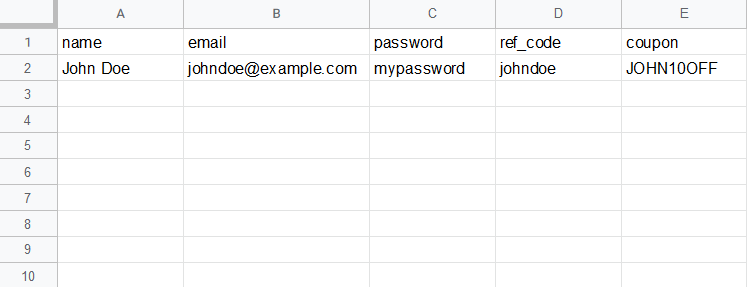 A B C D E
1 name email password ref_code coupon
2 John Doe johndoe@example.com mypassword johndoe JOHN10OFF
3
4
5
6
7
8
9
10